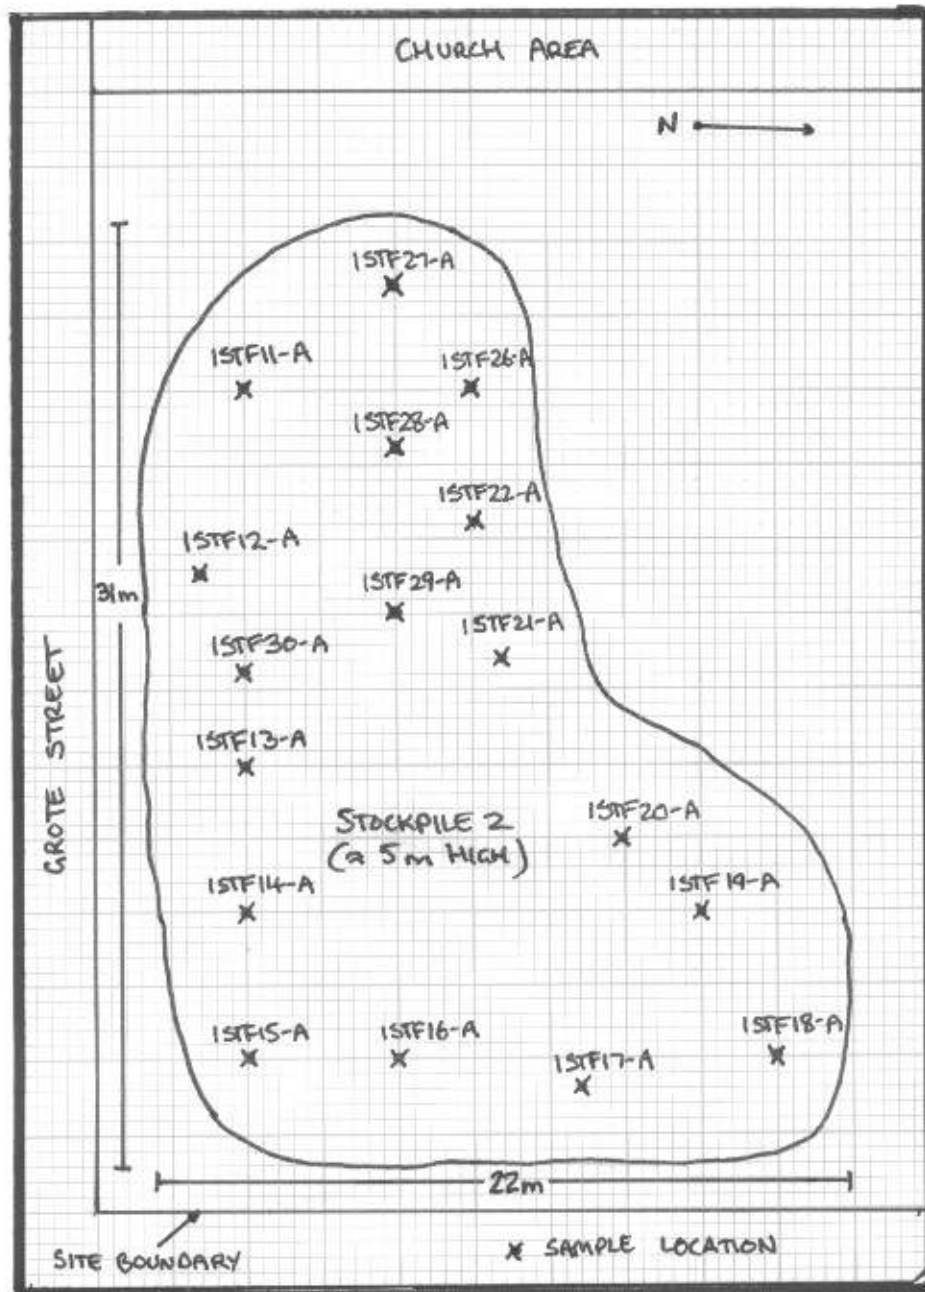 CHURCH AREA
N
1STF27-A
1STF11-A
1STF26-A
1STF28-A
1STF22-A
1STF12-A
31m
1STF29-A
1STF21-A
1STF30-A
GROTE STREET
1STF13-A
STOCKPILE 2
(≈ 5m HIGH)
1STF20-A
1STF14-A
1STF19-A
1STF15-A
1STF16-A
1STF17-A
1STF18-A
22m
SITE BOUNDARY
SAMPLE LOCATION